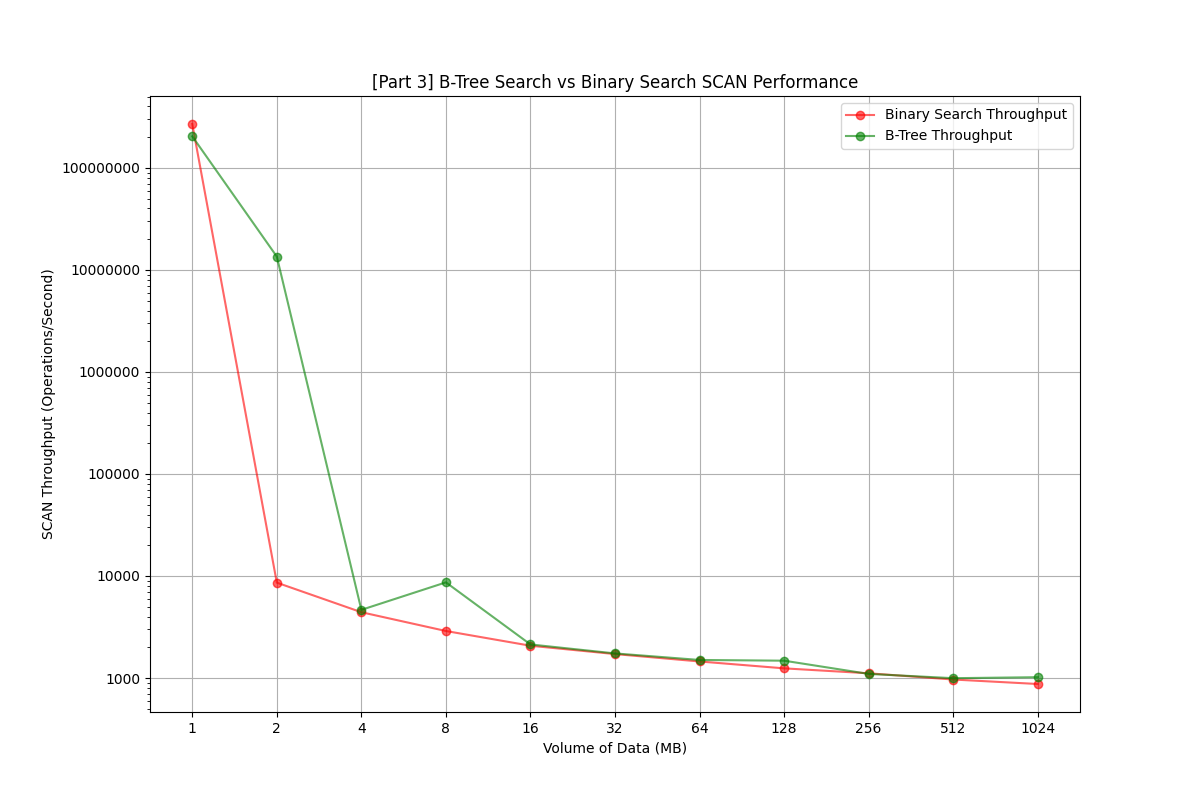 [Part 3] B-Tree Search vs Binary Search SCAN Performance
Binary Search Throughput
B-Tree Throughput
SCAN Throughput (Operations/Second)
100000000
10000000
1000000
100000
10000
1000
1 2 4 8 16 32 64 128 256 512 1024
Volume of Data (MB)